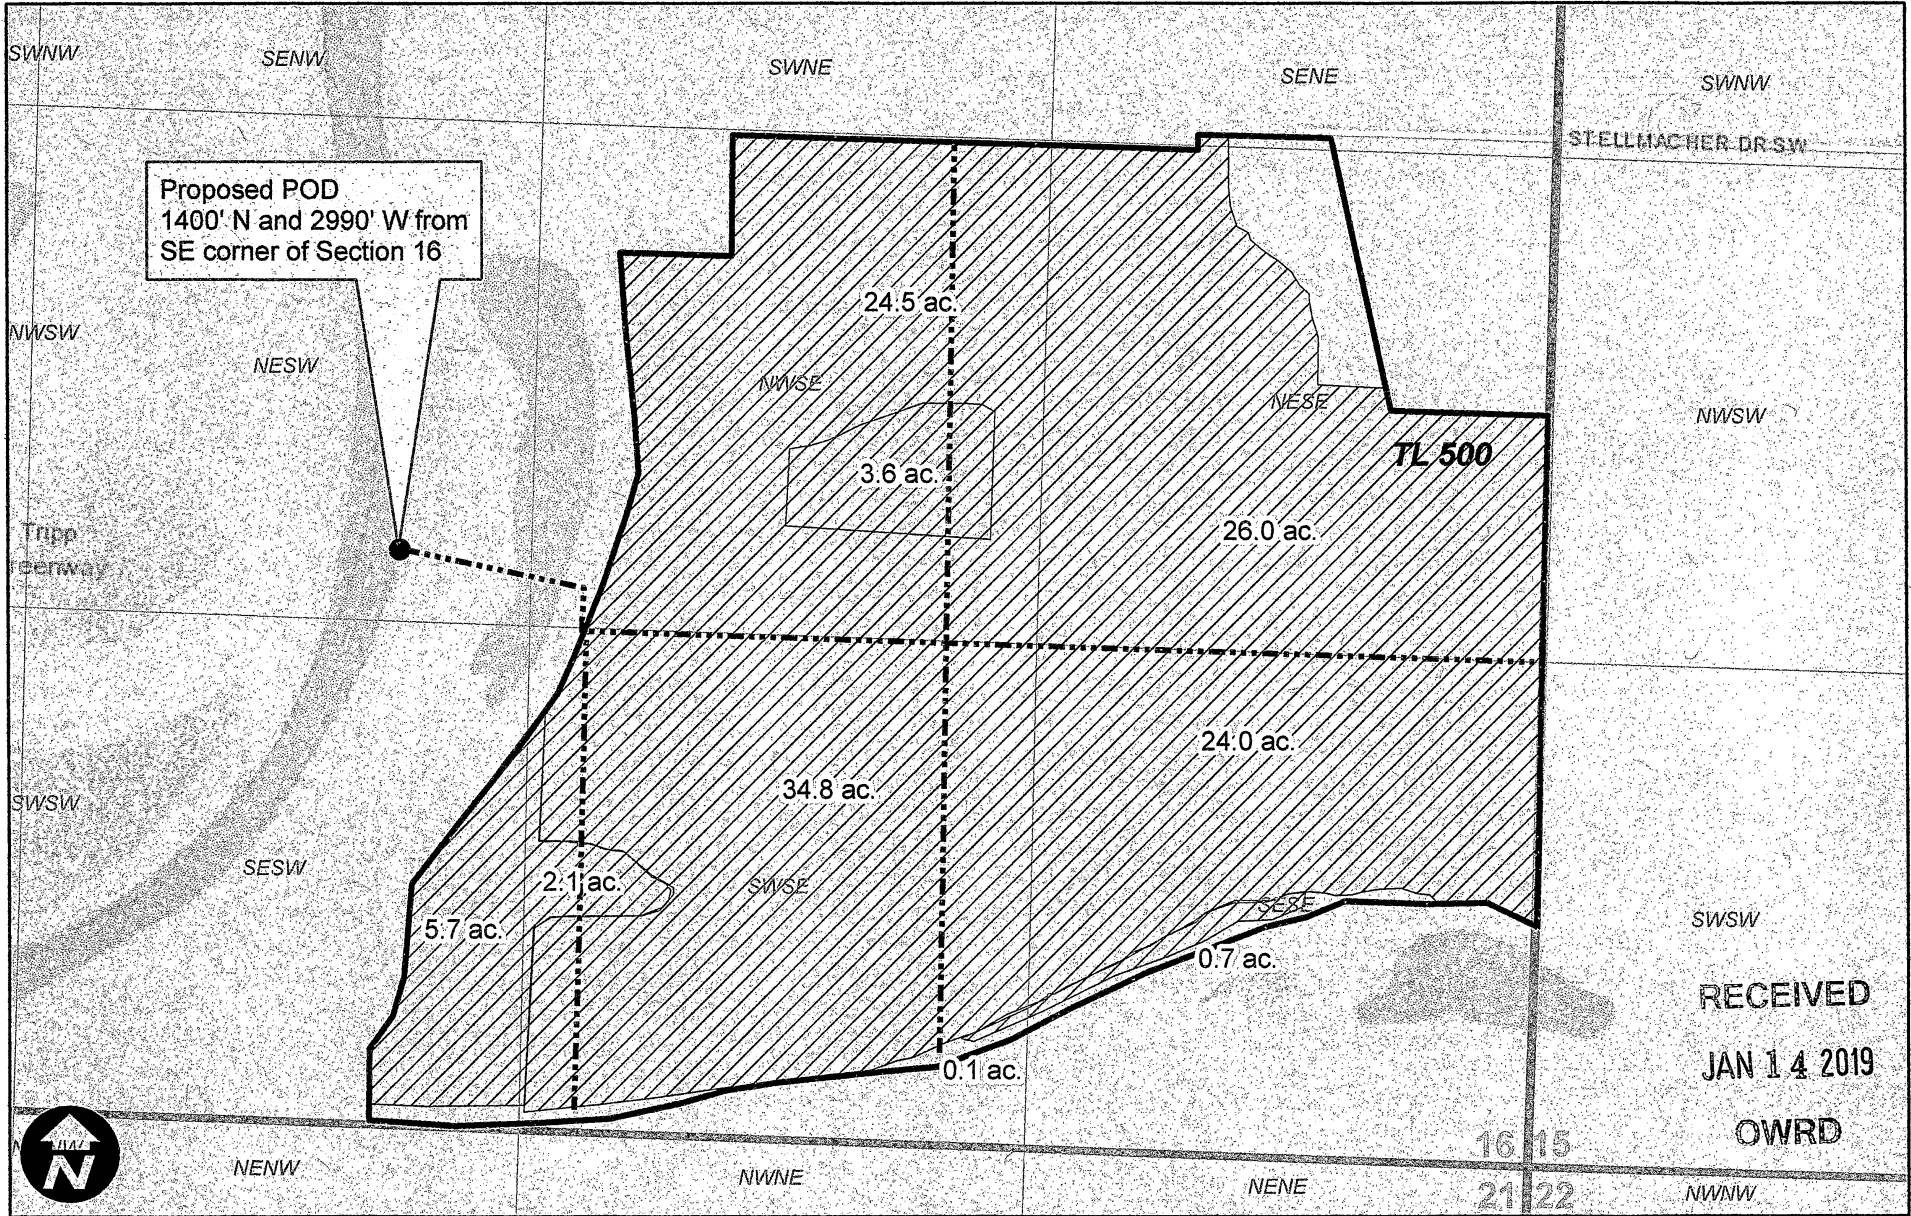 SWNW
SENW
SWNE
SENE
SWNW
STELLMACHER DR SW
Proposed POD
1400' N and 2990' W from
SE corner of Section 16
24.5 ac.
NWSW
NESW
NWSE
NESE
NWSW
TL 500
3.6 ac.
26.0 ac.
Tripp
reenway
24.0 ac.
34.8 ac.
SWSW
SESW
2.1 ac.
SWSE
SESE
SWSW
5.7 ac.
0.7 ac.
RECEIVED
JAN 14 2019
OWRD
0.1 ac.
16 15
21 22
N
NW
NENW
NWNE
NENE
NWNW